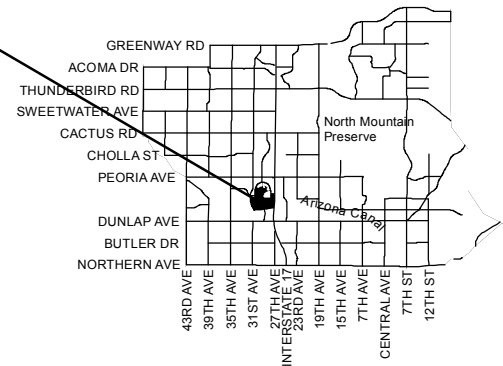 GREENWAY RD
ACOMA DR
THUNDERBIRD RD
SWEETWATER AVE
CACTUS RD
CHOLLA ST
PEORIA AVE
DUNLAP AVE
BUTLER DR
NORTHERN AVE
North Mountain
Preserve
Arizona Canal
43RD AVE
39TH AVE
35TH AVE
31ST AVE
27TH AVE
INTERSTATE 17
23RD AVE
19TH AVE
15TH AVE
7TH AVE
CENTRAL AVE
7TH ST
12TH ST